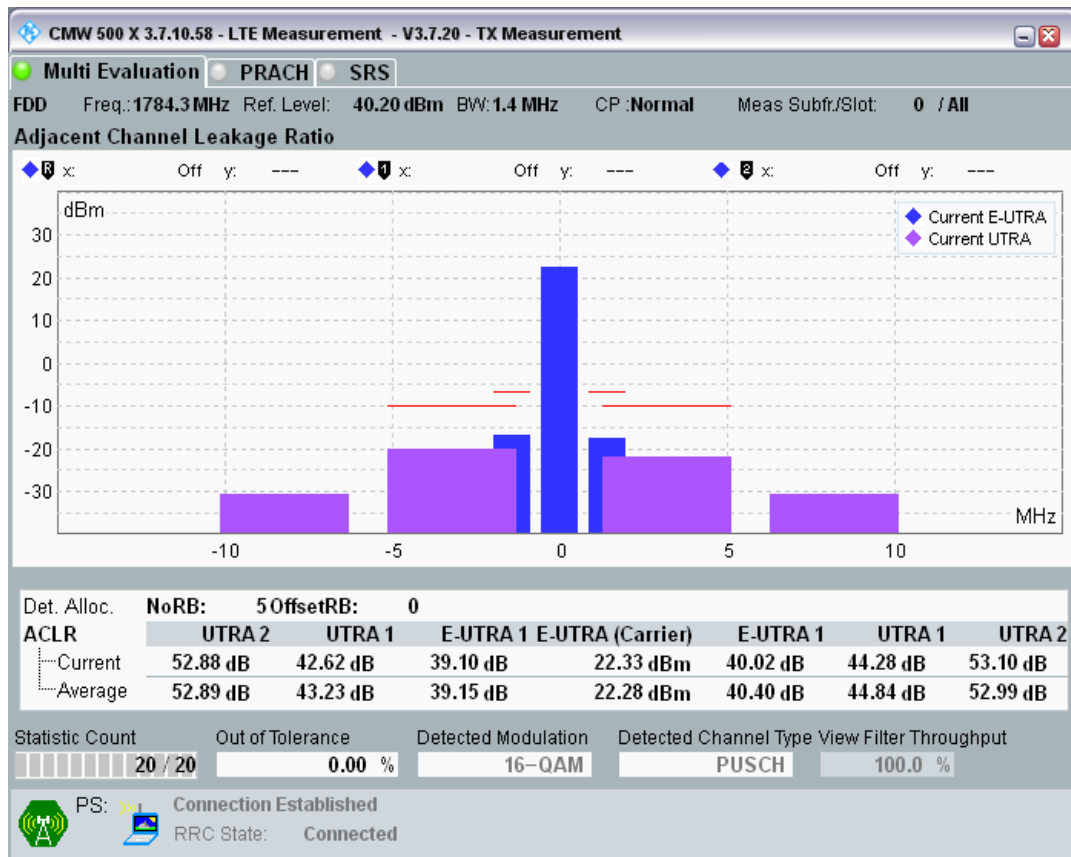 CMW 500 X 3.7.10.58 - LTE Measurement - V3.7.20 - TX Measurement
Multi Evaluation PRACH SRS
FDD Freq.:1784.3 MHz Ref. Level: 40.20 dBm BW:1.4 MHz CP :Normal Meas Subfr./Slot: 0 / All
Adjacent Channel Leakage Ratio
R x: Off y: --- 1 x: Off y: --- 2 x: Off y: ---
dBm
Current E-UTRA
Current UTRA
30
20
10
0
-10
-20
-30
MHz
-10 -5 0 5 10
Det. Alloc. NoRB: 5 OffsetRB: 0
ACLR UTRA 2 UTRA 1 E-UTRA 1 E-UTRA (Carrier) E-UTRA 1 UTRA 1 UTRA 2
Current 52.88 dB 42.62 dB 39.10 dB 22.33 dBm 40.02 dB 44.28 dB 53.10 dB
Average 52.89 dB 43.23 dB 39.15 dB 22.28 dBm 40.40 dB 44.84 dB 52.99 dB
Statistic Count Out of Tolerance Detected Modulation Detected Channel Type View Filter Throughput
20 / 20 0.00 % 16-QAM PUSCH 100.0 %
PS: Connection Established
RRC State: Connected